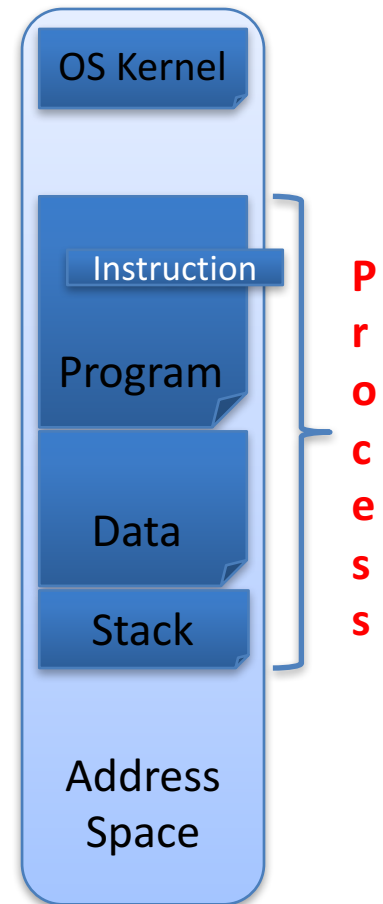 OS Kernel
Instruction
Program
Data
Stack
Address
Space
P
r
o
c
e
s
s